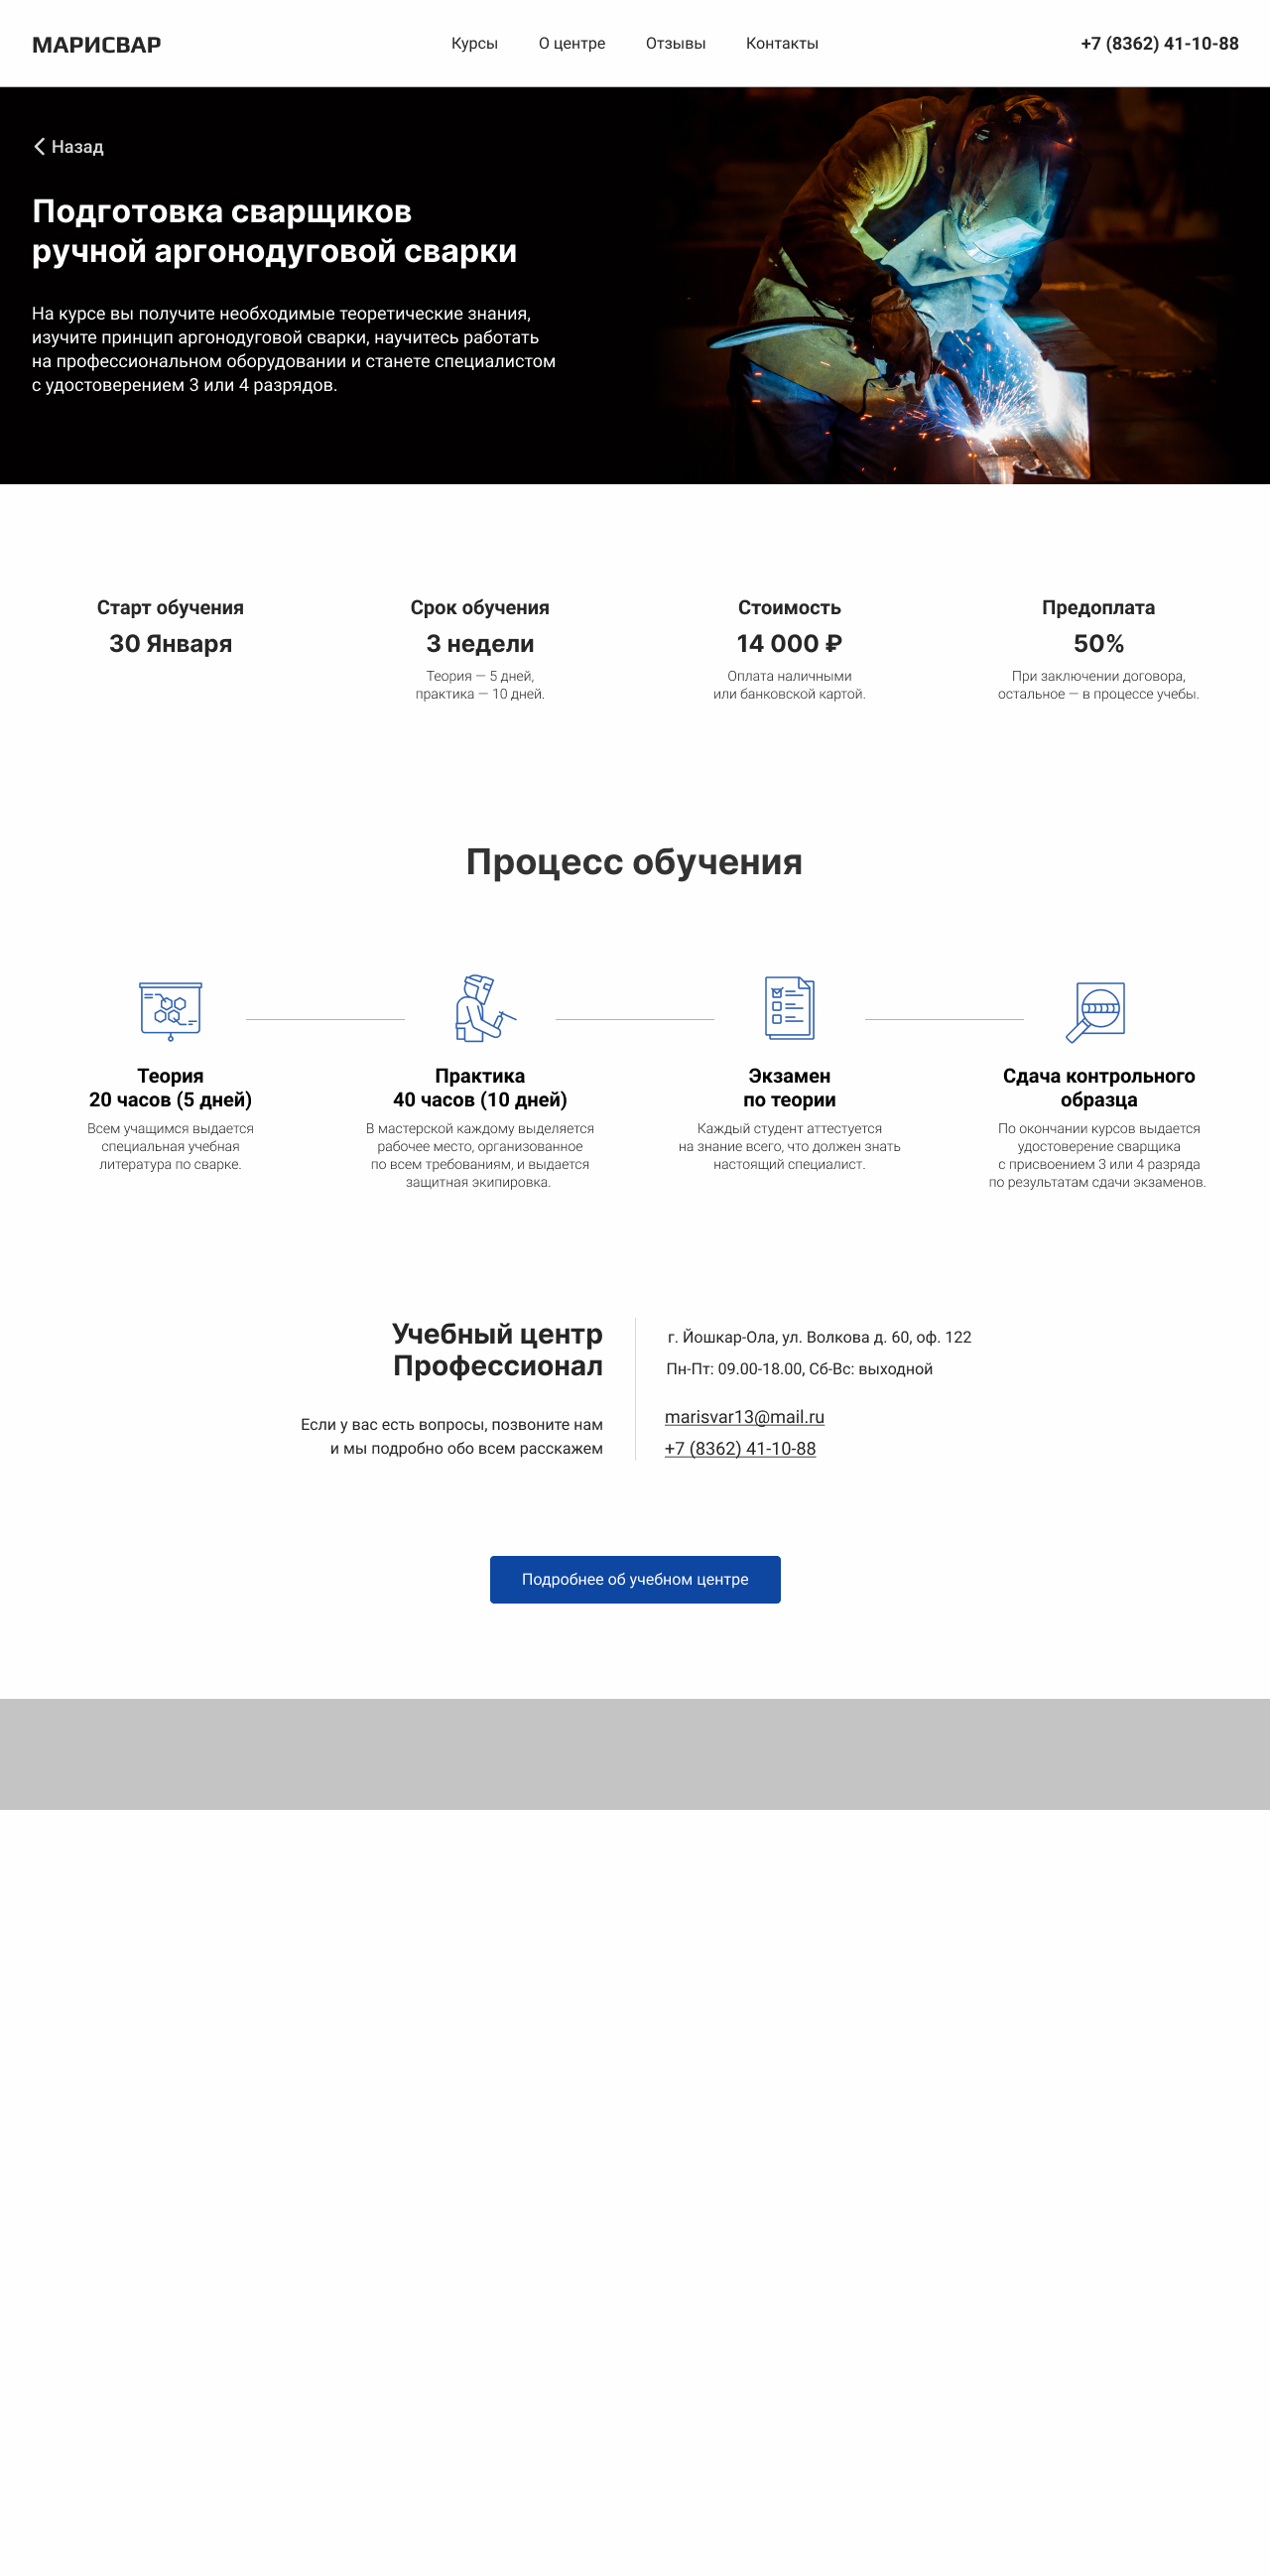 МАРИСВАР
Курсы
О центре
Отзывы
Контакты
+7 (8362) 41-10-88
Назад
Подготовка сварщиков
ручной аргонодуговой сварки
На курсе вы получите необходимые теоретические знания,
изучите принцип аргонодуговой сварки, научитесь работать
на профессиональном оборудовании и станете специалистом
с удостоверением 3 или 4 разрядов.
Старт обучения
30 Января
Срок обучения
3 недели
Теория — 5 дней,
практика — 10 дней.
Стоимость
14 000 ₽
Оплата наличными
или банковской картой.
Предоплата
50%
При заключении договора,
остальное — в процессе учебы.
Процесс обучения
Теория
20 часов (5 дней)
Всем учащимся выдается
специальная учебная
литература по сварке.
Практика
40 часов (10 дней)
В мастерской каждому выделяется
рабочее место, организованное
по всем требованиям, и выдается
защитная экипировка.
Экзамен
по теории
Каждый студент аттестуется
на знание всего, что должен знать
настоящий специалист.
Сдача контрольного
образца
По окончании курсов выдается
удостоверение сварщика
с присвоением 3 или 4 разряда
по результатам сдачи экзаменов.
Учебный центр
Профессионал
Если у вас есть вопросы, позвоните нам
и мы подробно обо всем расскажем
г. Йошкар-Ола, ул. Волкова д. 60, оф. 122
Пн-Пт: 09.00-18.00, Сб-Вс: выходной
marisvar13@mail.ru
+7 (8362) 41-10-88
Подробнее об учебном центре